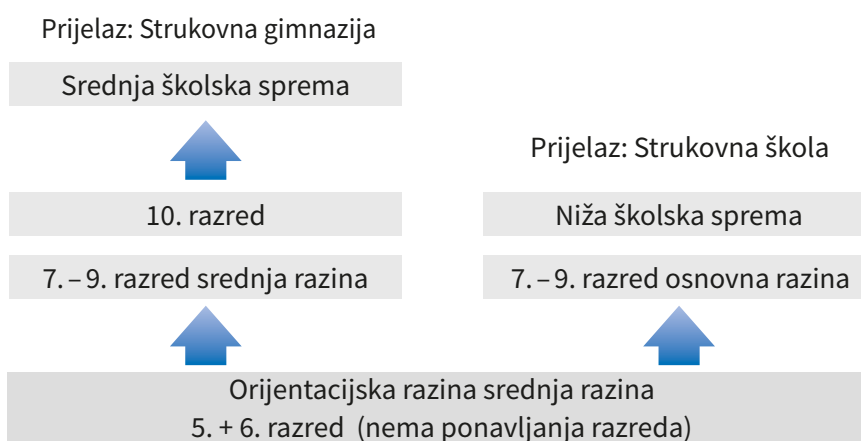 Prijelaz: Strukovna gimnazija
Srednja školska sprema
10. razred
7. – 9. razred srednja razina
Prijelaz: Strukovna škola
Niža školska sprema
7. – 9. razred osnovna razina
Orijentacijska razina srednja razina
5. + 6. razred (nema ponavljanja razreda)